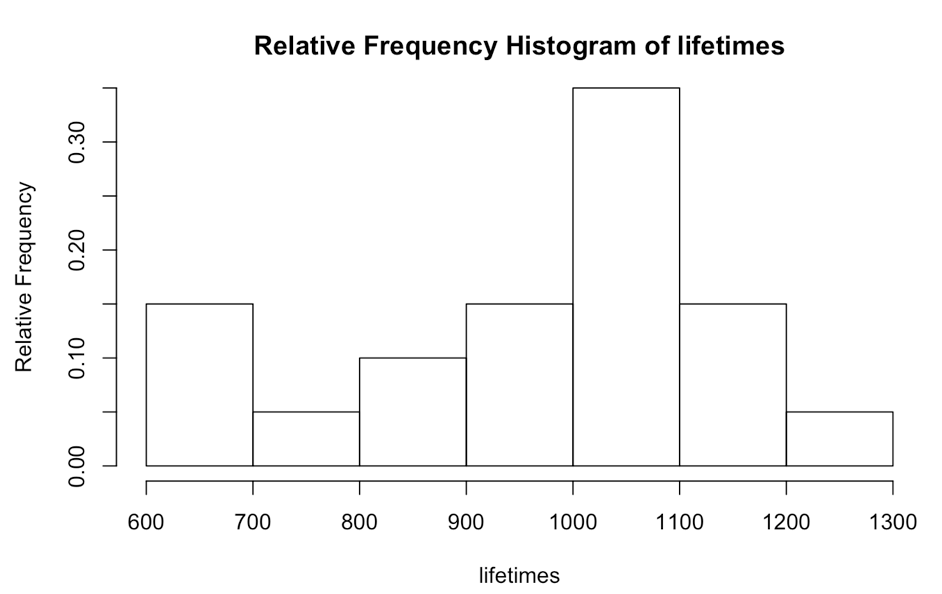 Relative Frequency Histogram of lifetimes
Relative Frequency
0.30
0.20
0.10
0.00
600 700 800 900 1000 1100 1200 1300
lifetimes